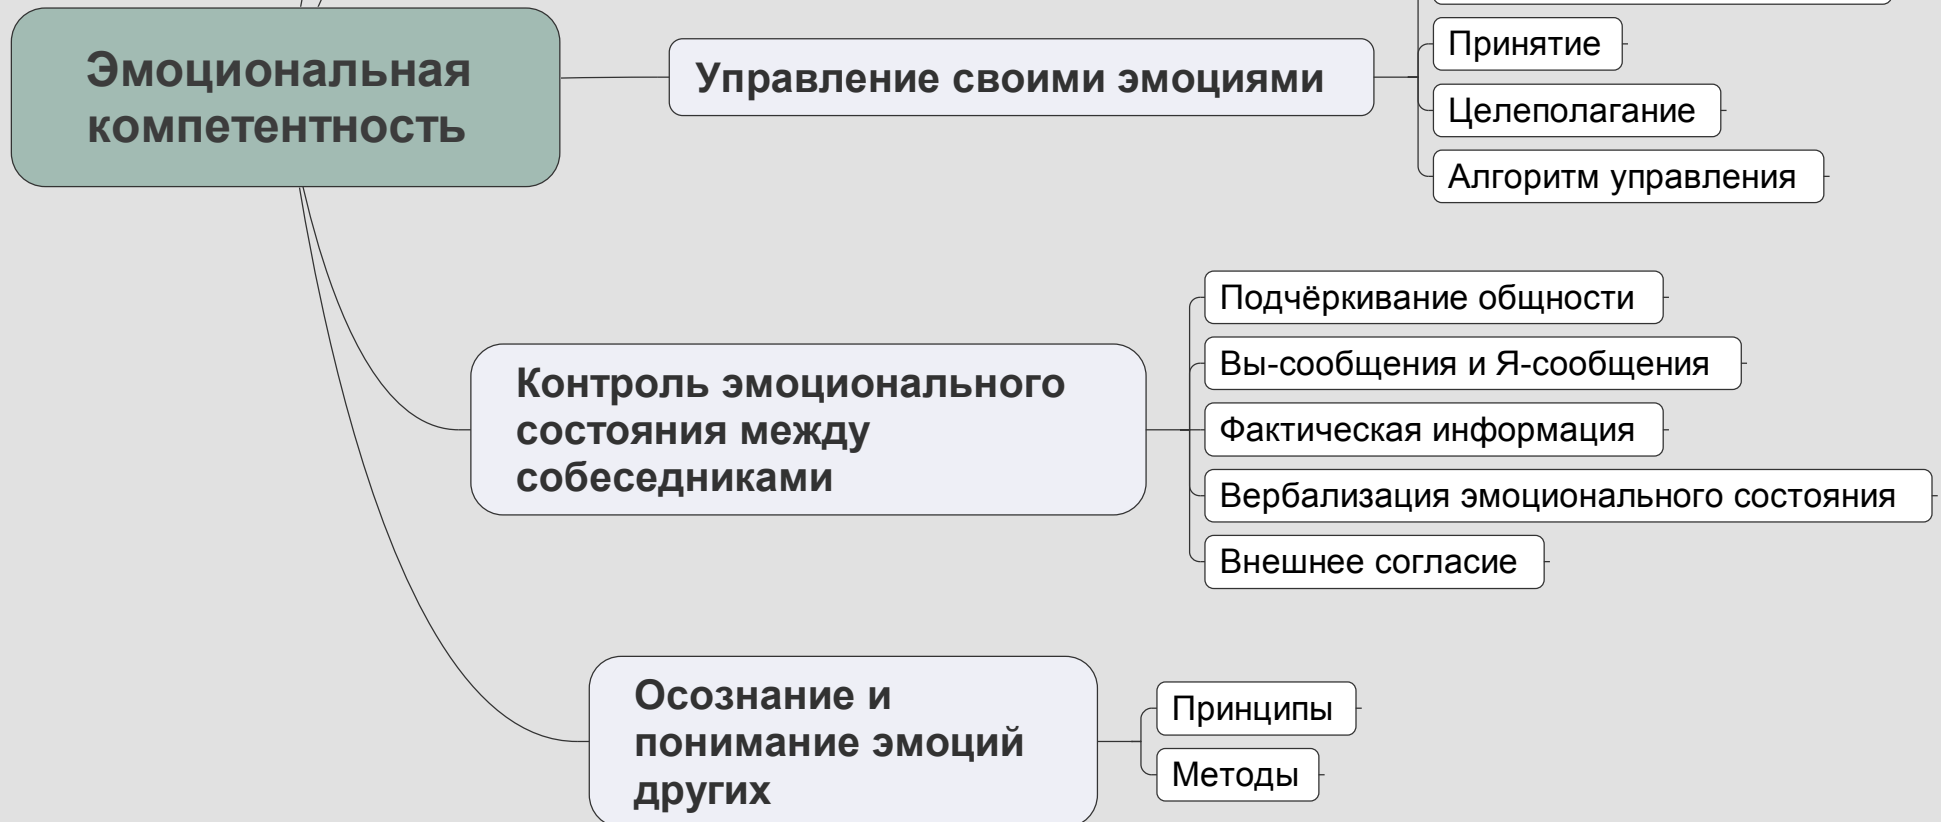 Эмоциональная
компетентность
Управление своими эмоциями
Принятие
Целеполагание
Алгоритм управления
Контроль эмоционального
состояния между
собеседниками
Подчёркивание общности
Вы-сообщения и Я-сообщения
Фактическая информация
Вербализация эмоционального состояния
Внешнее согласие
Осознание и
понимание эмоций
других
Принципы
Методы